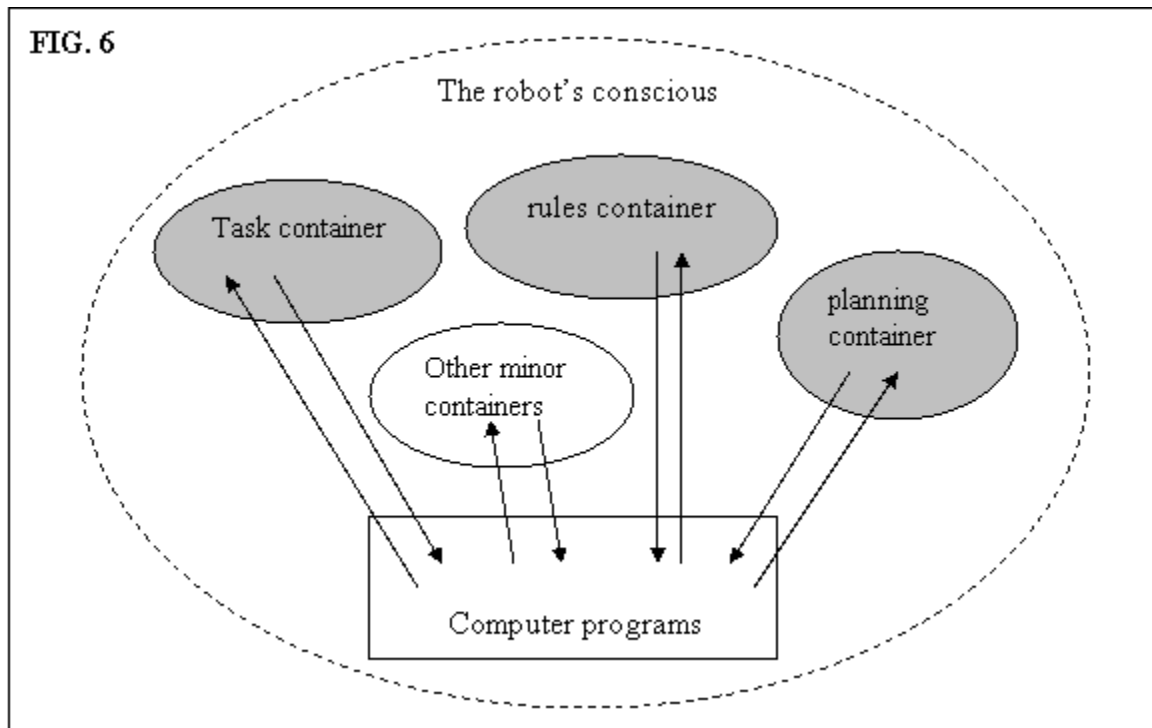 FIG. 6
The robot's conscious
Task container
rules container
planning
container
Other minor
containers
Computer programs